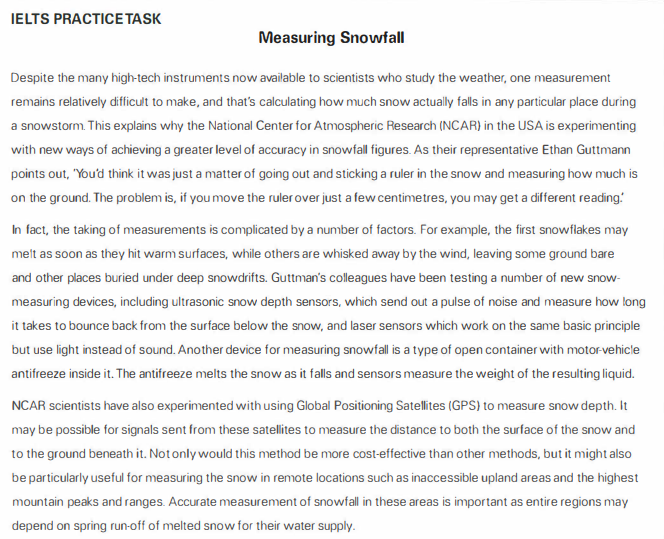 IELTS PRACTICE TASK
Measuring Snowfall
Despite the many high-tech instruments now available to scientists who study the weather, one measurement
remains relatively difficult to make, and that's calculating how much snow actually falls in any particular place during
a snowstorm. This explains why the National Center for Atmospheric Research (NCAR) in the USA is experimenting
with new ways of achieving a greater level of accuracy in snowfall figures. As their representative Ethan Guttmann
points out, 'You'd think it was just a matter of going out and sticking a ruler in the snow and measuring how much is
on the ground. The problem is, if you move the ruler over just a few centimetres, you may get a different reading.'
In fact, the taking of measurements is complicated by a number of factors. For example, the first snowflakes may
melt as soon as they hit warm surfaces, while others are whisked away by the wind, leaving some ground bare
and other places buried under deep snowdrifts. Guttman's colleagues have been testing a number of new snow-
measuring devices, including ultrasonic snow depth sensors, which send out a pulse of noise and measure how long
it takes to bounce back from the surface below the snow, and laser sensors which work on the same basic principle
but use light instead of sound. Another device for measuring snowfall is a type of open container with motor-vehicle
antifreeze inside it. The antifreeze melts the snow as it falls and sensors measure the weight of the resulting liquid.
NCAR scientists have also experimented with using Global Positioning Satellites (GPS) to measure snow depth. It
may be possible for signals sent from these satellites to measure the distance to both the surface of the snow and
to the ground beneath it. Not only would this method be more cost-effective than other methods, but it might also
be particularly useful for measuring the snow in remote locations such as inaccessible upland areas and the highest
mountain peaks and ranges. Accurate measurement of snowfall in these areas is important as entire regions may
depend on spring run-off of melted snow for their water supply.